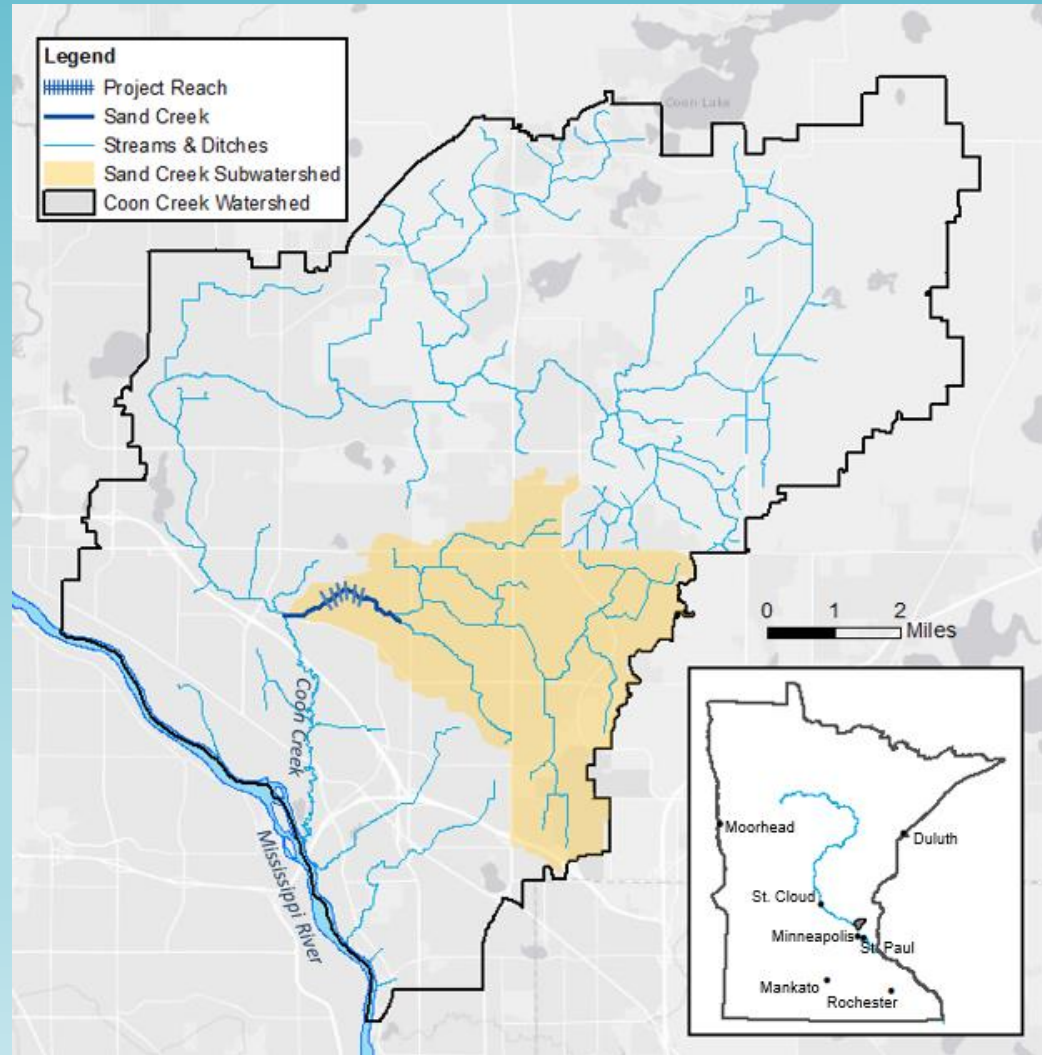 Legend
Project Reach
Sand Creek
Streams & Ditches
Sand Creek Subwatershed
Coon Creek Watershed
Coon Lake
0 1 2
Miles
Coon Creek
Mississippi River
Moorhead
Duluth
St. Cloud
Minneapolis
St. Paul
Mankato
Rochester